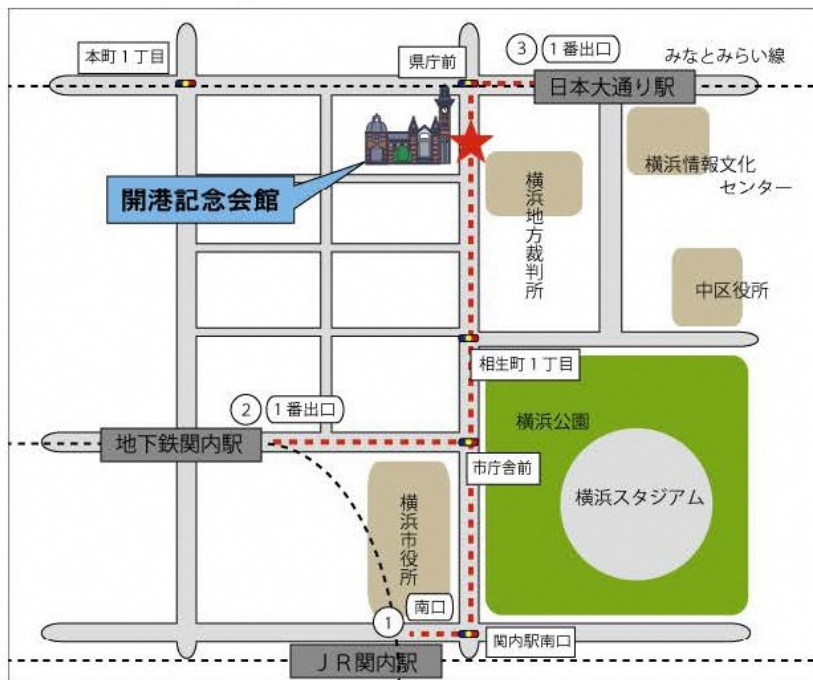 本町1丁目
県庁前
③
1番出口
みなとみらい線
日本大通り駅
開港記念会館
横浜地方裁判所
横浜情報文化
センター
中区役所
相生町1丁目
②
1番出口
地下鉄関内駅
市庁舎前
横浜公園
横浜スタジアム
横浜市役所
①
南口
関内駅南口
JR関内駅